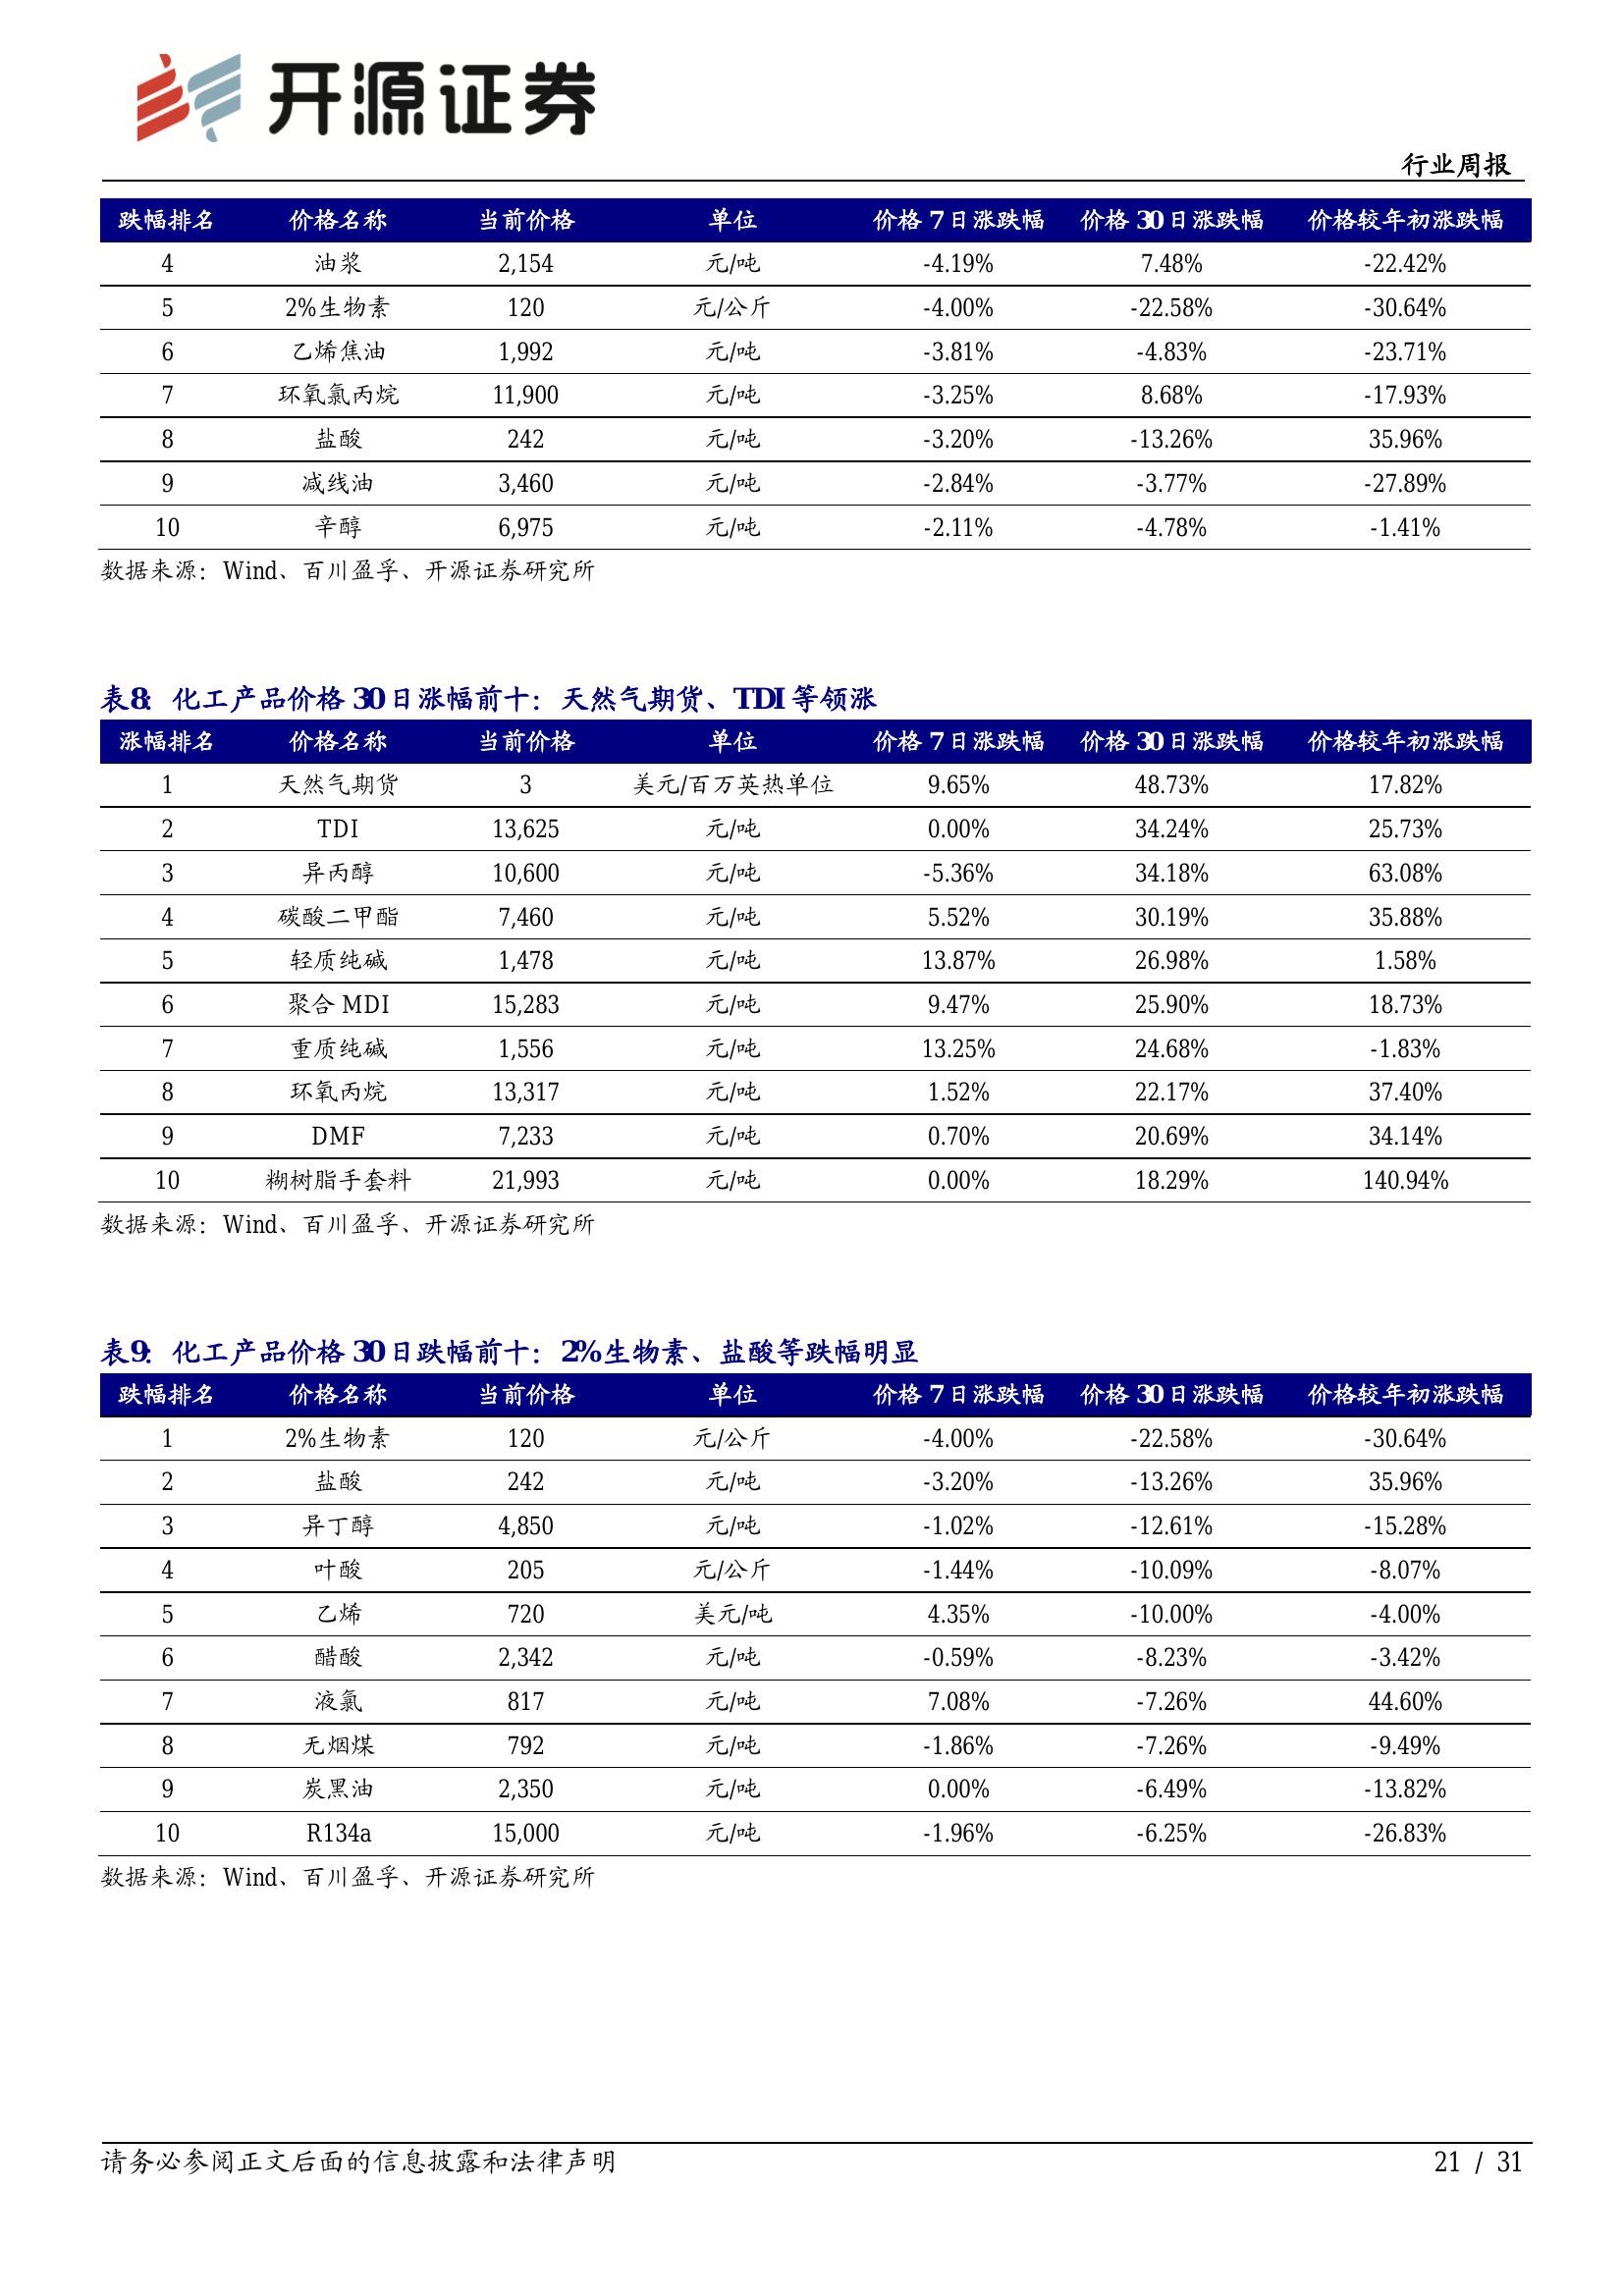 开源证券
行业周报
跌幅排名 价格名称 当前价格 单位 价格 7 日涨跌幅 价格 30 日涨跌幅 价格较年初涨跌幅
4 油浆 2,154 元/吨 -4.19% 7.48% -22.42%
5 2%生物素 120 元/公斤 -4.00% -22.58% -30.64%
6 乙烯焦油 1,992 元/吨 -3.81% -4.83% -23.71%
7 环氧氯丙烷 11,900 元/吨 -3.25% 8.68% -17.93%
8 盐酸 242 元/吨 -3.20% -13.26% 35.96%
9 减线油 3,460 元/吨 -2.84% -3.77% -27.89%
10 辛醇 6,975 元/吨 -2.11% -4.78% -1.41%
数据来源：Wind、百川盈孚、开源证券研究所
表8：化工产品价格 30 日涨幅前十：天然气期货、TDI 等领涨
涨幅排名 价格名称 当前价格 单位 价格 7 日涨跌幅 价格 30 日涨跌幅 价格较年初涨跌幅
1 天然气期货 3 美元/百万英热单位 9.65% 48.73% 17.82%
2 TDI 13,625 元/吨 0.00% 34.24% 25.73%
3 异丙醇 10,600 元/吨 -5.36% 34.18% 63.08%
4 碳酸二甲酯 7,460 元/吨 5.52% 30.19% 35.88%
5 轻质纯碱 1,478 元/吨 13.87% 26.98% 1.58%
6 聚合 MDI 15,283 元/吨 9.47% 25.90% 18.73%
7 重质纯碱 1,556 元/吨 13.25% 24.68% -1.83%
8 环氧丙烷 13,317 元/吨 1.52% 22.17% 37.40%
9 DMF 7,233 元/吨 0.70% 20.69% 34.14%
10 糊树脂手套料 21,993 元/吨 0.00% 18.29% 140.94%
数据来源：Wind、百川盈孚、开源证券研究所
表9：化工产品价格 30 日跌幅前十：2%生物素、盐酸等跌幅明显
跌幅排名 价格名称 当前价格 单位 价格 7 日涨跌幅 价格 30 日涨跌幅 价格较年初涨跌幅
1 2%生物素 120 元/公斤 -4.00% -22.58% -30.64%
2 盐酸 242 元/吨 -3.20% -13.26% 35.96%
3 异丁醇 4,850 元/吨 -1.02% -12.61% -15.28%
4 叶酸 205 元/公斤 -1.44% -10.09% -8.07%
5 乙烯 720 美元/吨 4.35% -10.00% -4.00%
6 醋酸 2,342 元/吨 -0.59% -8.23% -3.42%
7 液氯 817 元/吨 7.08% -7.26% 44.60%
8 无烟煤 792 元/吨 -1.86% -7.26% -9.49%
9 炭黑油 2,350 元/吨 0.00% -6.49% -13.82%
10 R134a 15,000 元/吨 -1.96% -6.25% -26.83%
数据来源：Wind、百川盈孚、开源证券研究所
请务必参阅正文后面的信息披露和法律声明 21 / 31